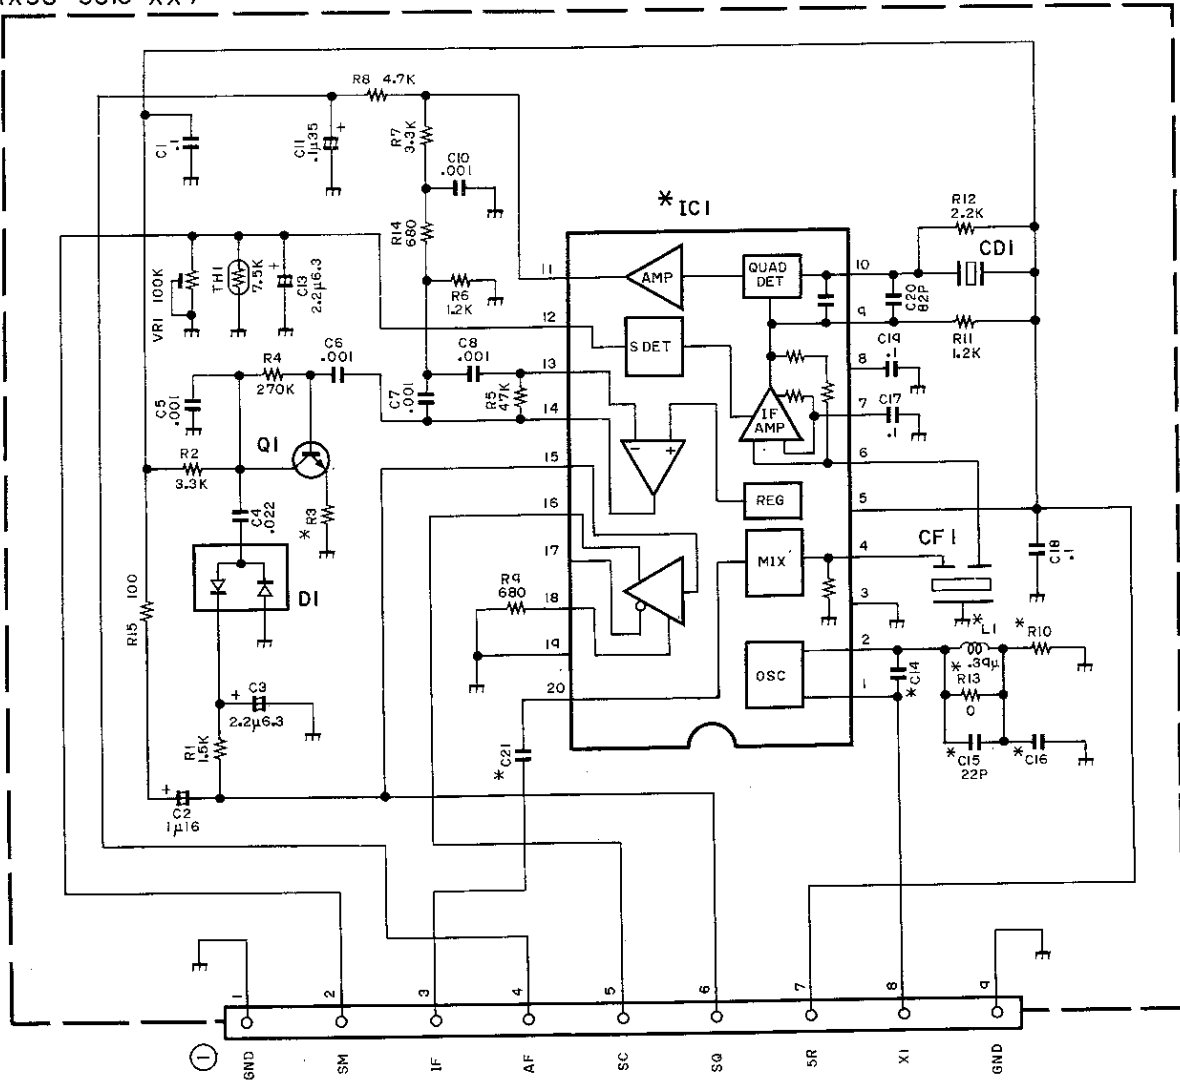 R8 4.7K
C1
.1
C11
.1µ35
+
R7
3.3K
C10
.001
*IC1
R12
2.2K
CD1
R14
680
R6
1.2K
VR1 100K
TH1
7.5K
+
C13
2.2µ6.3
11
AMP
QUAD
DET
10
C20
82P
12
S DET
9
R11
1.2K
C19
.1
8
R4
270K
C6
.001
C8
.001
13
C5
.001
C7
.001
R5
47K
14
IF
AMP
7
C17
.1
Q1
R2
3.3K
15
-
+
6
C4
.022
* R3
16
REG
5
17
MIX
4
CF1
C18
.1
D1
R9
680
18
3
R15
100
19
OSC
2
* L1
.39µ
* R10
20
1
* C14
*
R13
0
+
C3
2.2µ6.3
R1
1.5K
* C21
* C15
22P
* C16
+
C2
1µ16
1
2
3
4
5
6
7
8
9
1
GND
SM
IF
AF
SC
SQ
5R
X1
GND